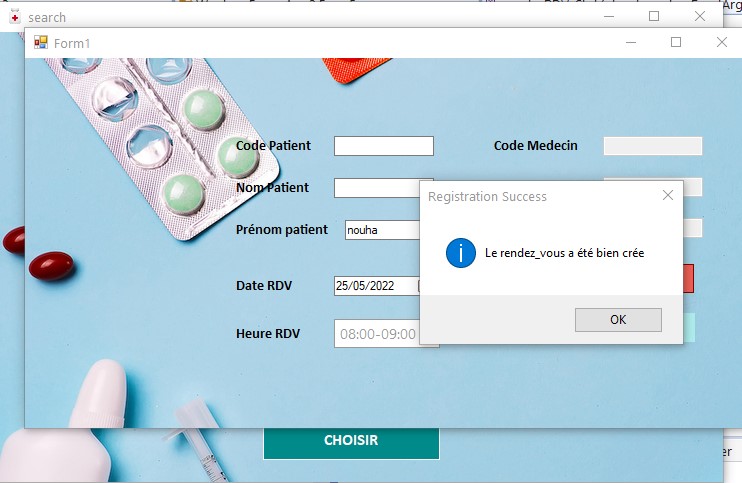 search
Form1
Code Patient
Code Medecin
Nom Patient
Registration Success
Prénom patient
nouha
Le rendez_vous a été bien crée
Date RDV
25/05/2022
OK
Heure RDV
08:00-09:00
CHOISIR
er